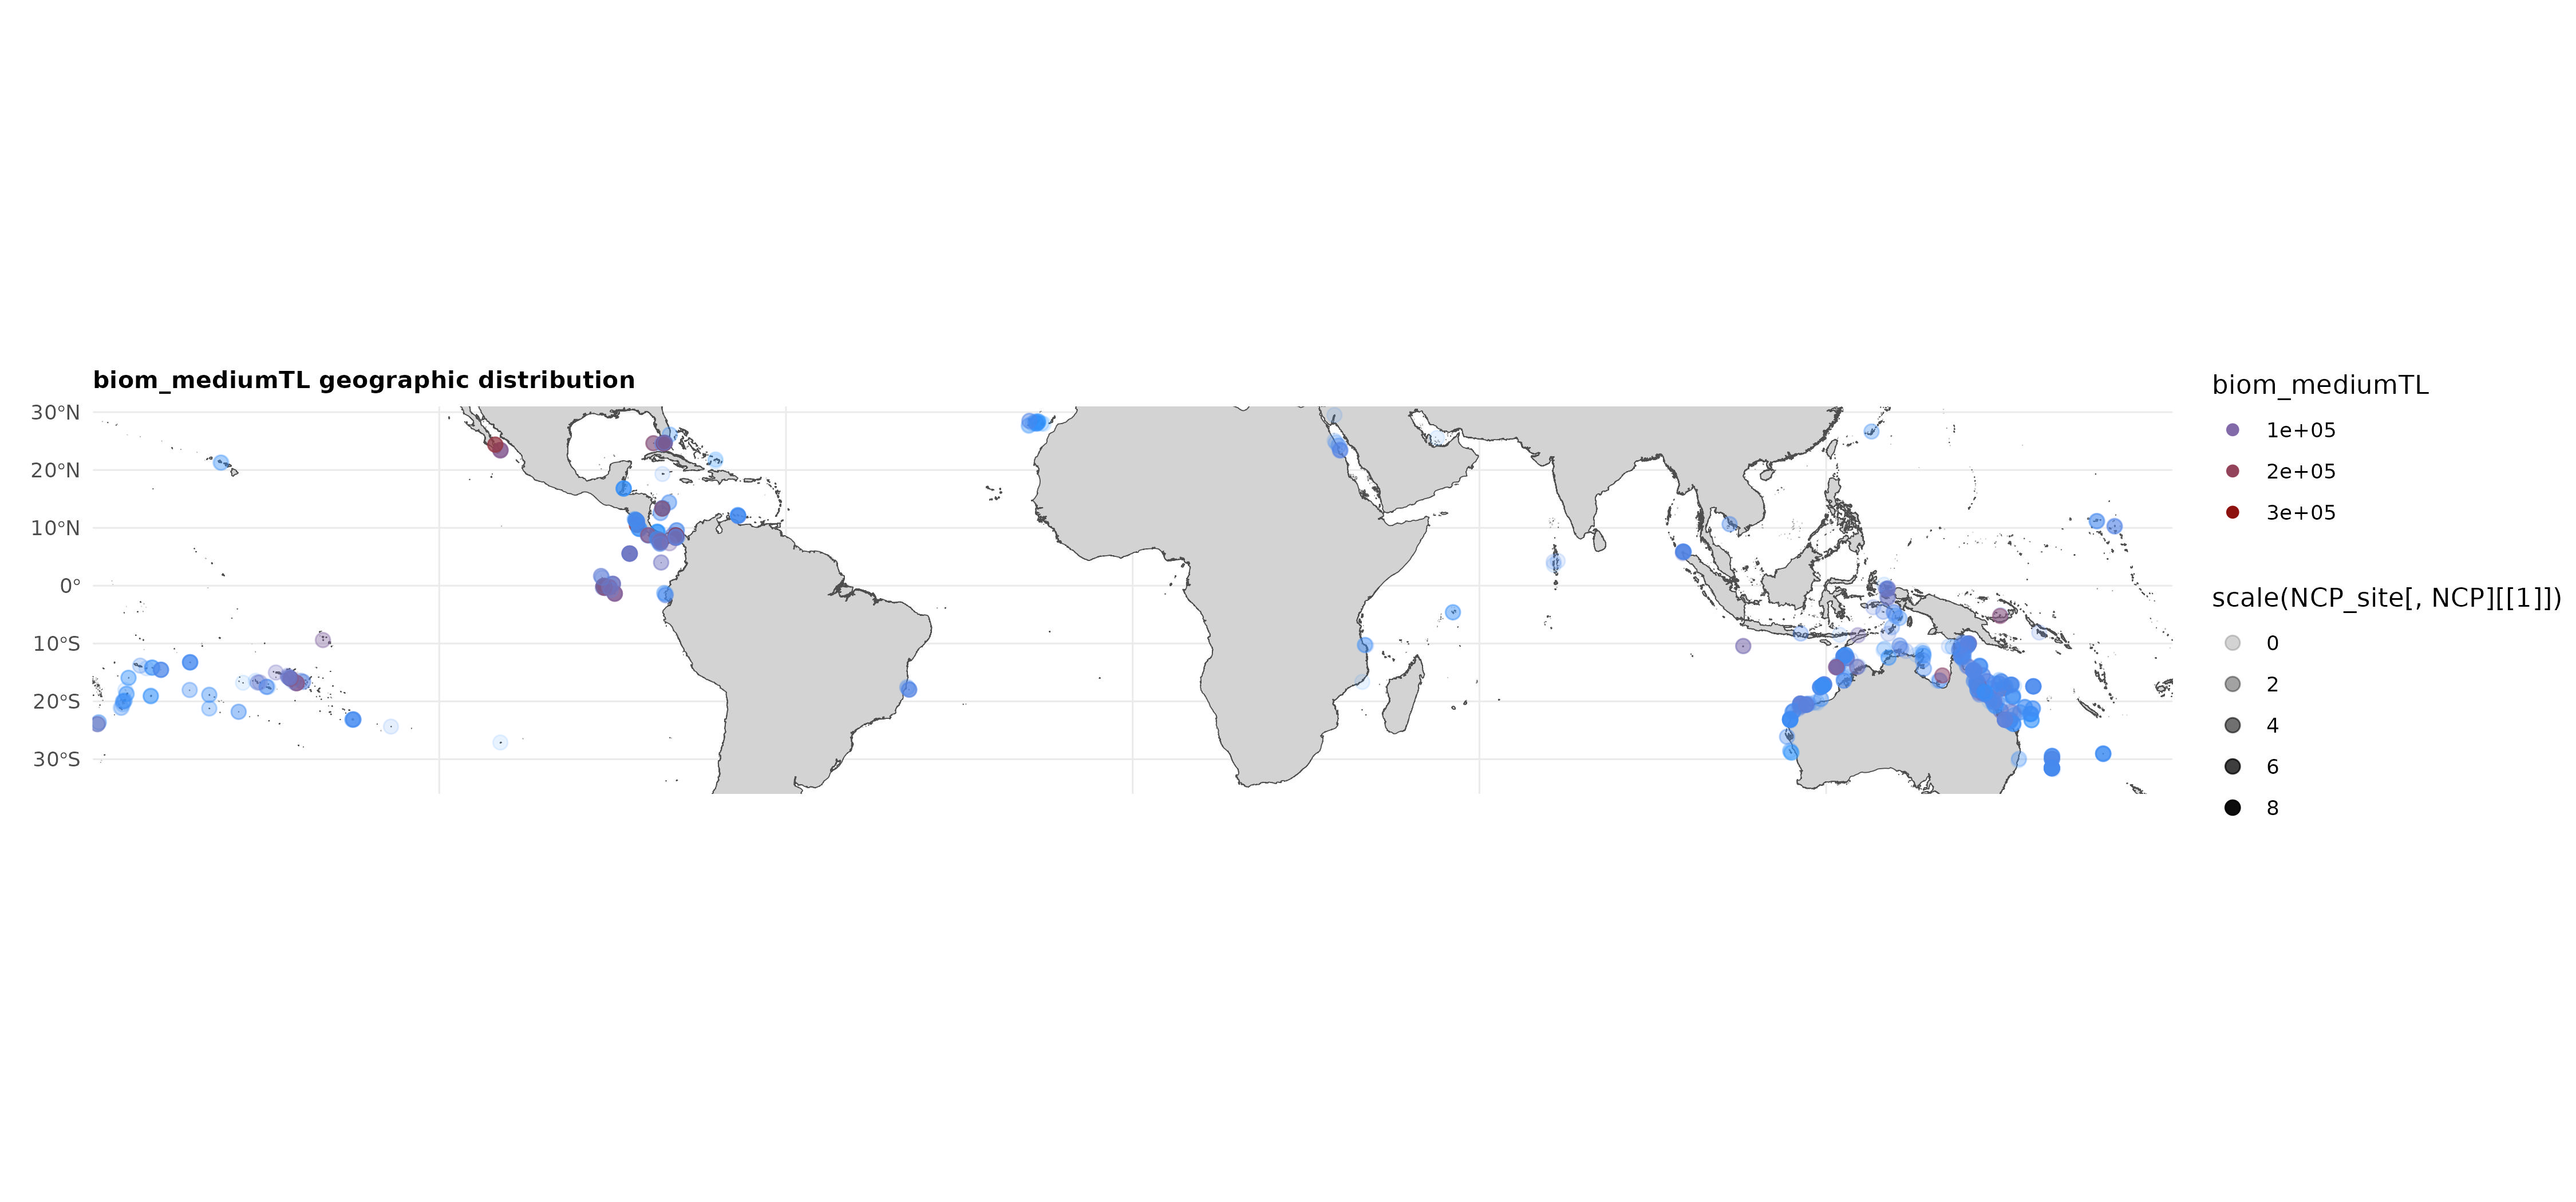 biom_mediumTL geographic distribution
30°N
20°N
10°N
0°
10°S
20°S
30°S
biom_mediumTL
1e+05
2e+05
3e+05
scale(NCP_site[, NCP][[1]])
0
2
4
6
8